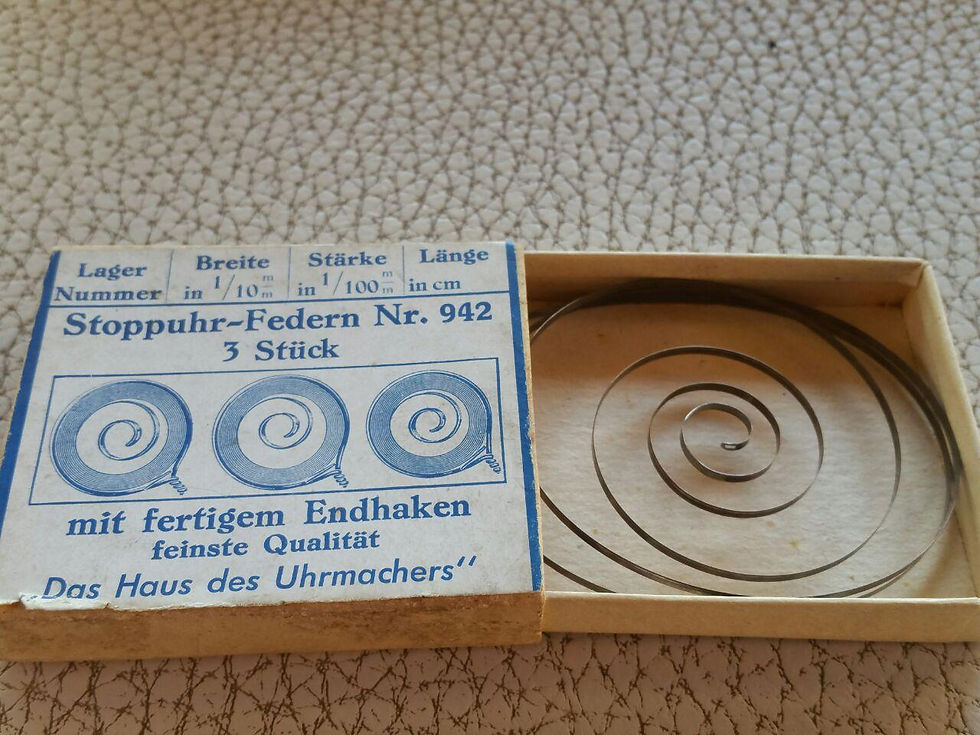 Lager Breite Stärke Länge
Nummer in 1/10 m/m in 1/100 m/m in cm
Stoppuhr-Federn Nr. 942
3 Stück
mit fertigem Endhaken
feinste Qualität
„Das Haus des Uhrmachers“